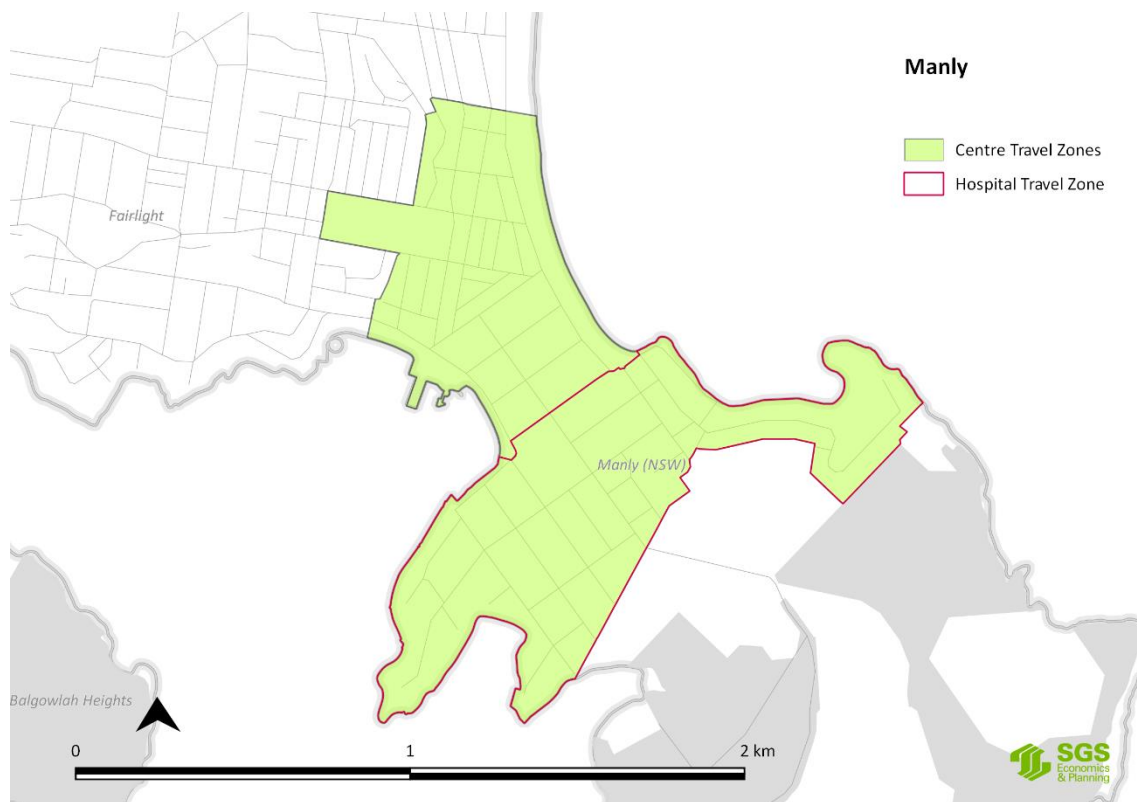 Manly
Centre Travel Zones
Hospital Travel Zone
Fairlight
Manly (NSW)
Balgowlah Heights
0
1
2 km
SGS
Economics
& Planning